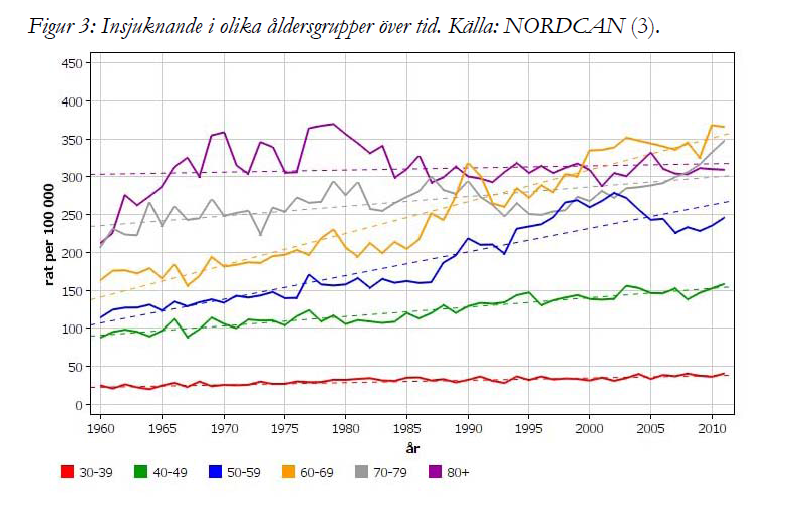 Figur 3: Insjuknande i olika åldersgrupper över tid. Källa: NORDCAN (3).
450
400
350
300
250
200
150
100
50
0
rat per 100 000
1960 1965 1970 1975 1980 1985 1990 1995 2000 2005 2010
år
30-39 40-49 50-59 60-69 70-79 80+